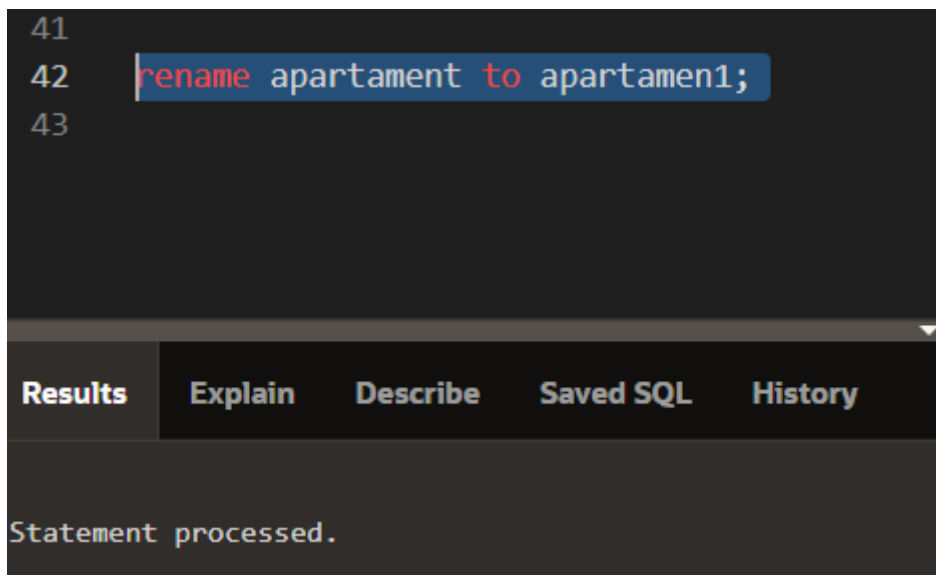 41
42 rename apartament to apartamen1;
43
Results Explain Describe Saved SQL History
Statement processed.